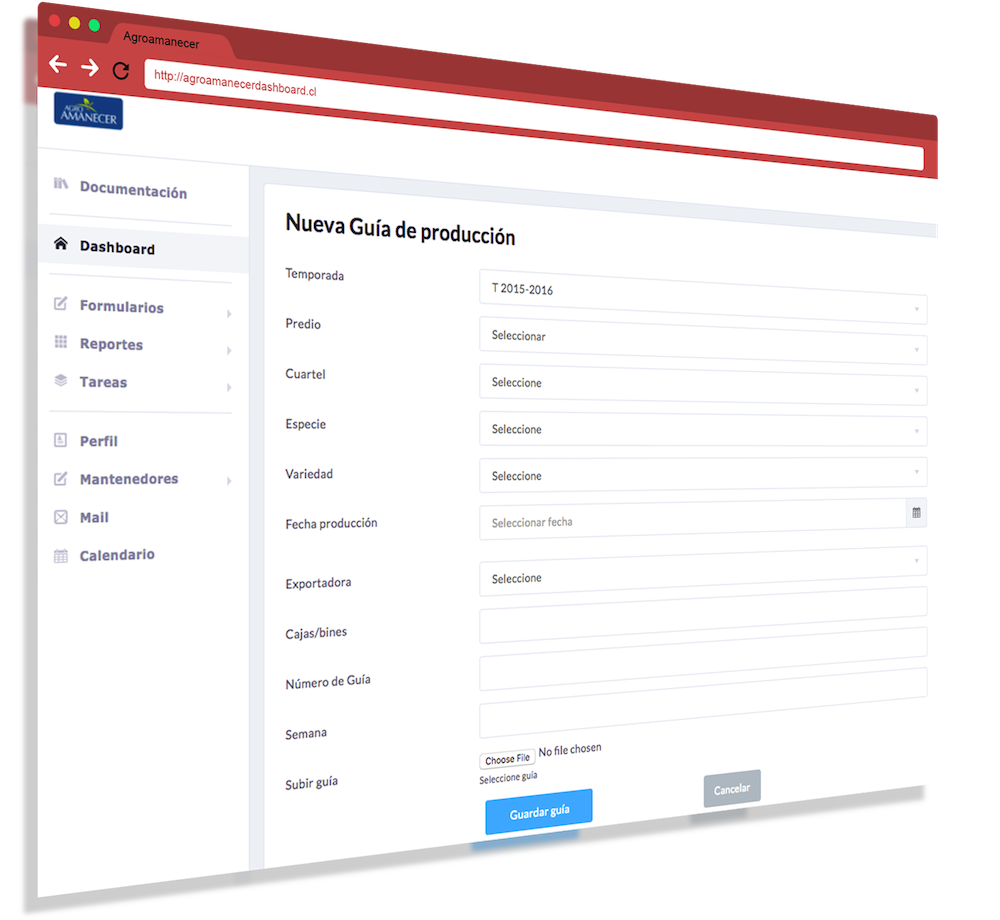 Agroamanecer
http://agroamanecerdashboard.cl
AGRO
AMANECER
Documentación
Dashboard
Formularios
Reportes
Tareas
Perfil
Mantenedores
Mail
Calendario
Nueva Guía de producción
Temporada
T 2015-2016
Predio
Seleccionar
Cuartel
Seleccione
Especie
Seleccione
Variedad
Seleccione
Fecha producción
Seleccionar fecha
Exportadora
Seleccione
Cajas/bines
Número de Guía
Semana
Subir guía
Choose File No file chosen
Seleccione guía
Guardar guía
Cancelar